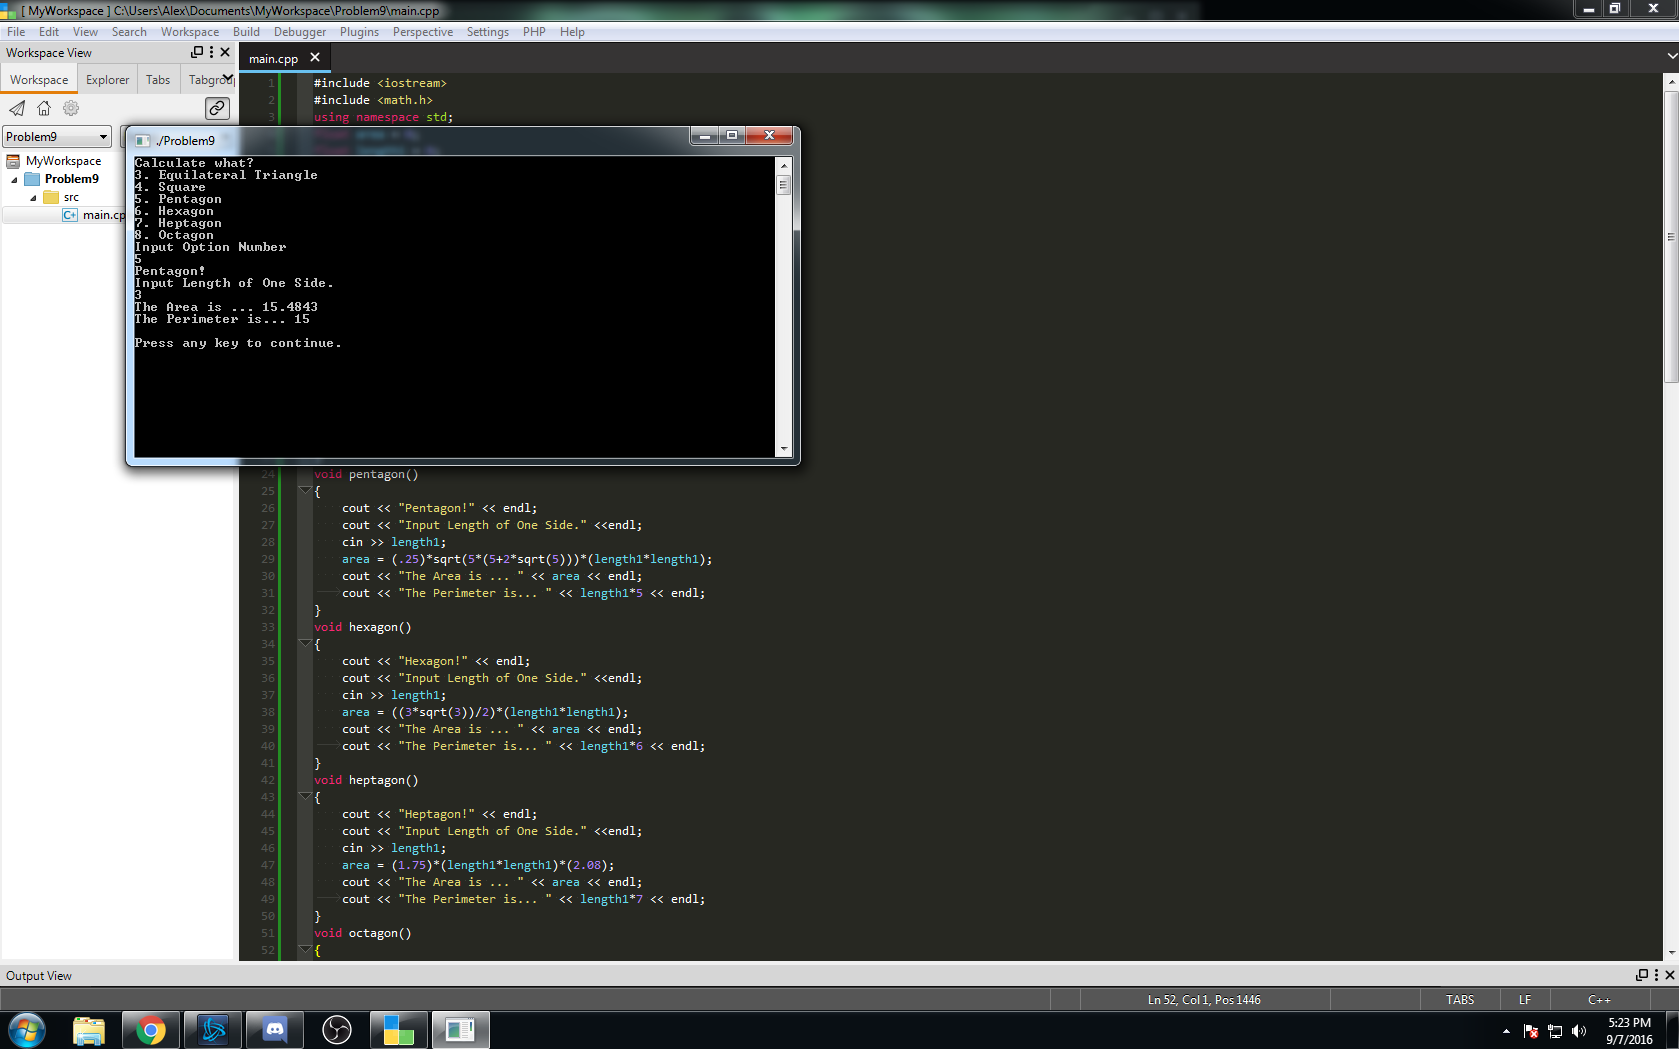 [ MyWorkspace ] C:\Users\Alex\Documents\MyWorkspace\Problem9\main.cpp
File Edit View Search Workspace Build Debugger Plugins Perspective Settings PHP Help
Workspace View
main.cpp
Workspace Explorer Tabs
Problem9
MyWorkspace
Problem9
src
main.cp
1 #include <iostream>
2 #include <math.h>
3 using namespace std;
./Problem9
Calculate what?
3. Equilateral Triangle
4. Square
5. Pentagon
6. Hexagon
7. Heptagon
8. Octagon
Input Option Number
5
Pentagon!
Input Length of One Side.
3
The Area is ... 15.4843
The Perimeter is... 15
Press any key to continue.
24 void pentagon()
25 {
26 cout << "Pentagon!" << endl;
27 cout << "Input Length of One Side." <<endl;
28 cin >> length1;
29 area = (.25)*sqrt(5*(5+2*sqrt(5)))*(length1*length1);
30 cout << "The Area is ... " << area << endl;
31 cout << "The Perimeter is... " << length1*5 << endl;
32 }
33 void hexagon()
34 {
35 cout << "Hexagon!" << endl;
36 cout << "Input Length of One Side." <<endl;
37 cin >> length1;
38 area = ((3*sqrt(3))/2)*(length1*length1);
39 cout << "The Area is ... " << area << endl;
40 cout << "The Perimeter is... " << length1*6 << endl;
41 }
42 void heptagon()
43 {
44 cout << "Heptagon!" << endl;
45 cout << "Input Length of One Side." <<endl;
46 cin >> length1;
47 area = (1.75)*(length1*length1)*(2.08);
48 cout << "The Area is ... " << area << endl;
49 cout << "The Perimeter is... " << length1*7 << endl;
50 }
51 void octagon()
52 {
Output View
Ln 52, Col 1, Pos 1446 TABS LF C++
5:23 PM
9/7/2016